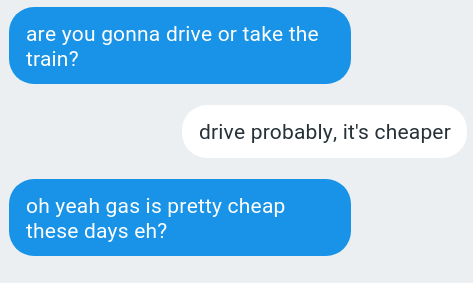 are you gonna drive or take the
train?
drive probably, it's cheaper
oh yeah gas is pretty cheap
these days eh?